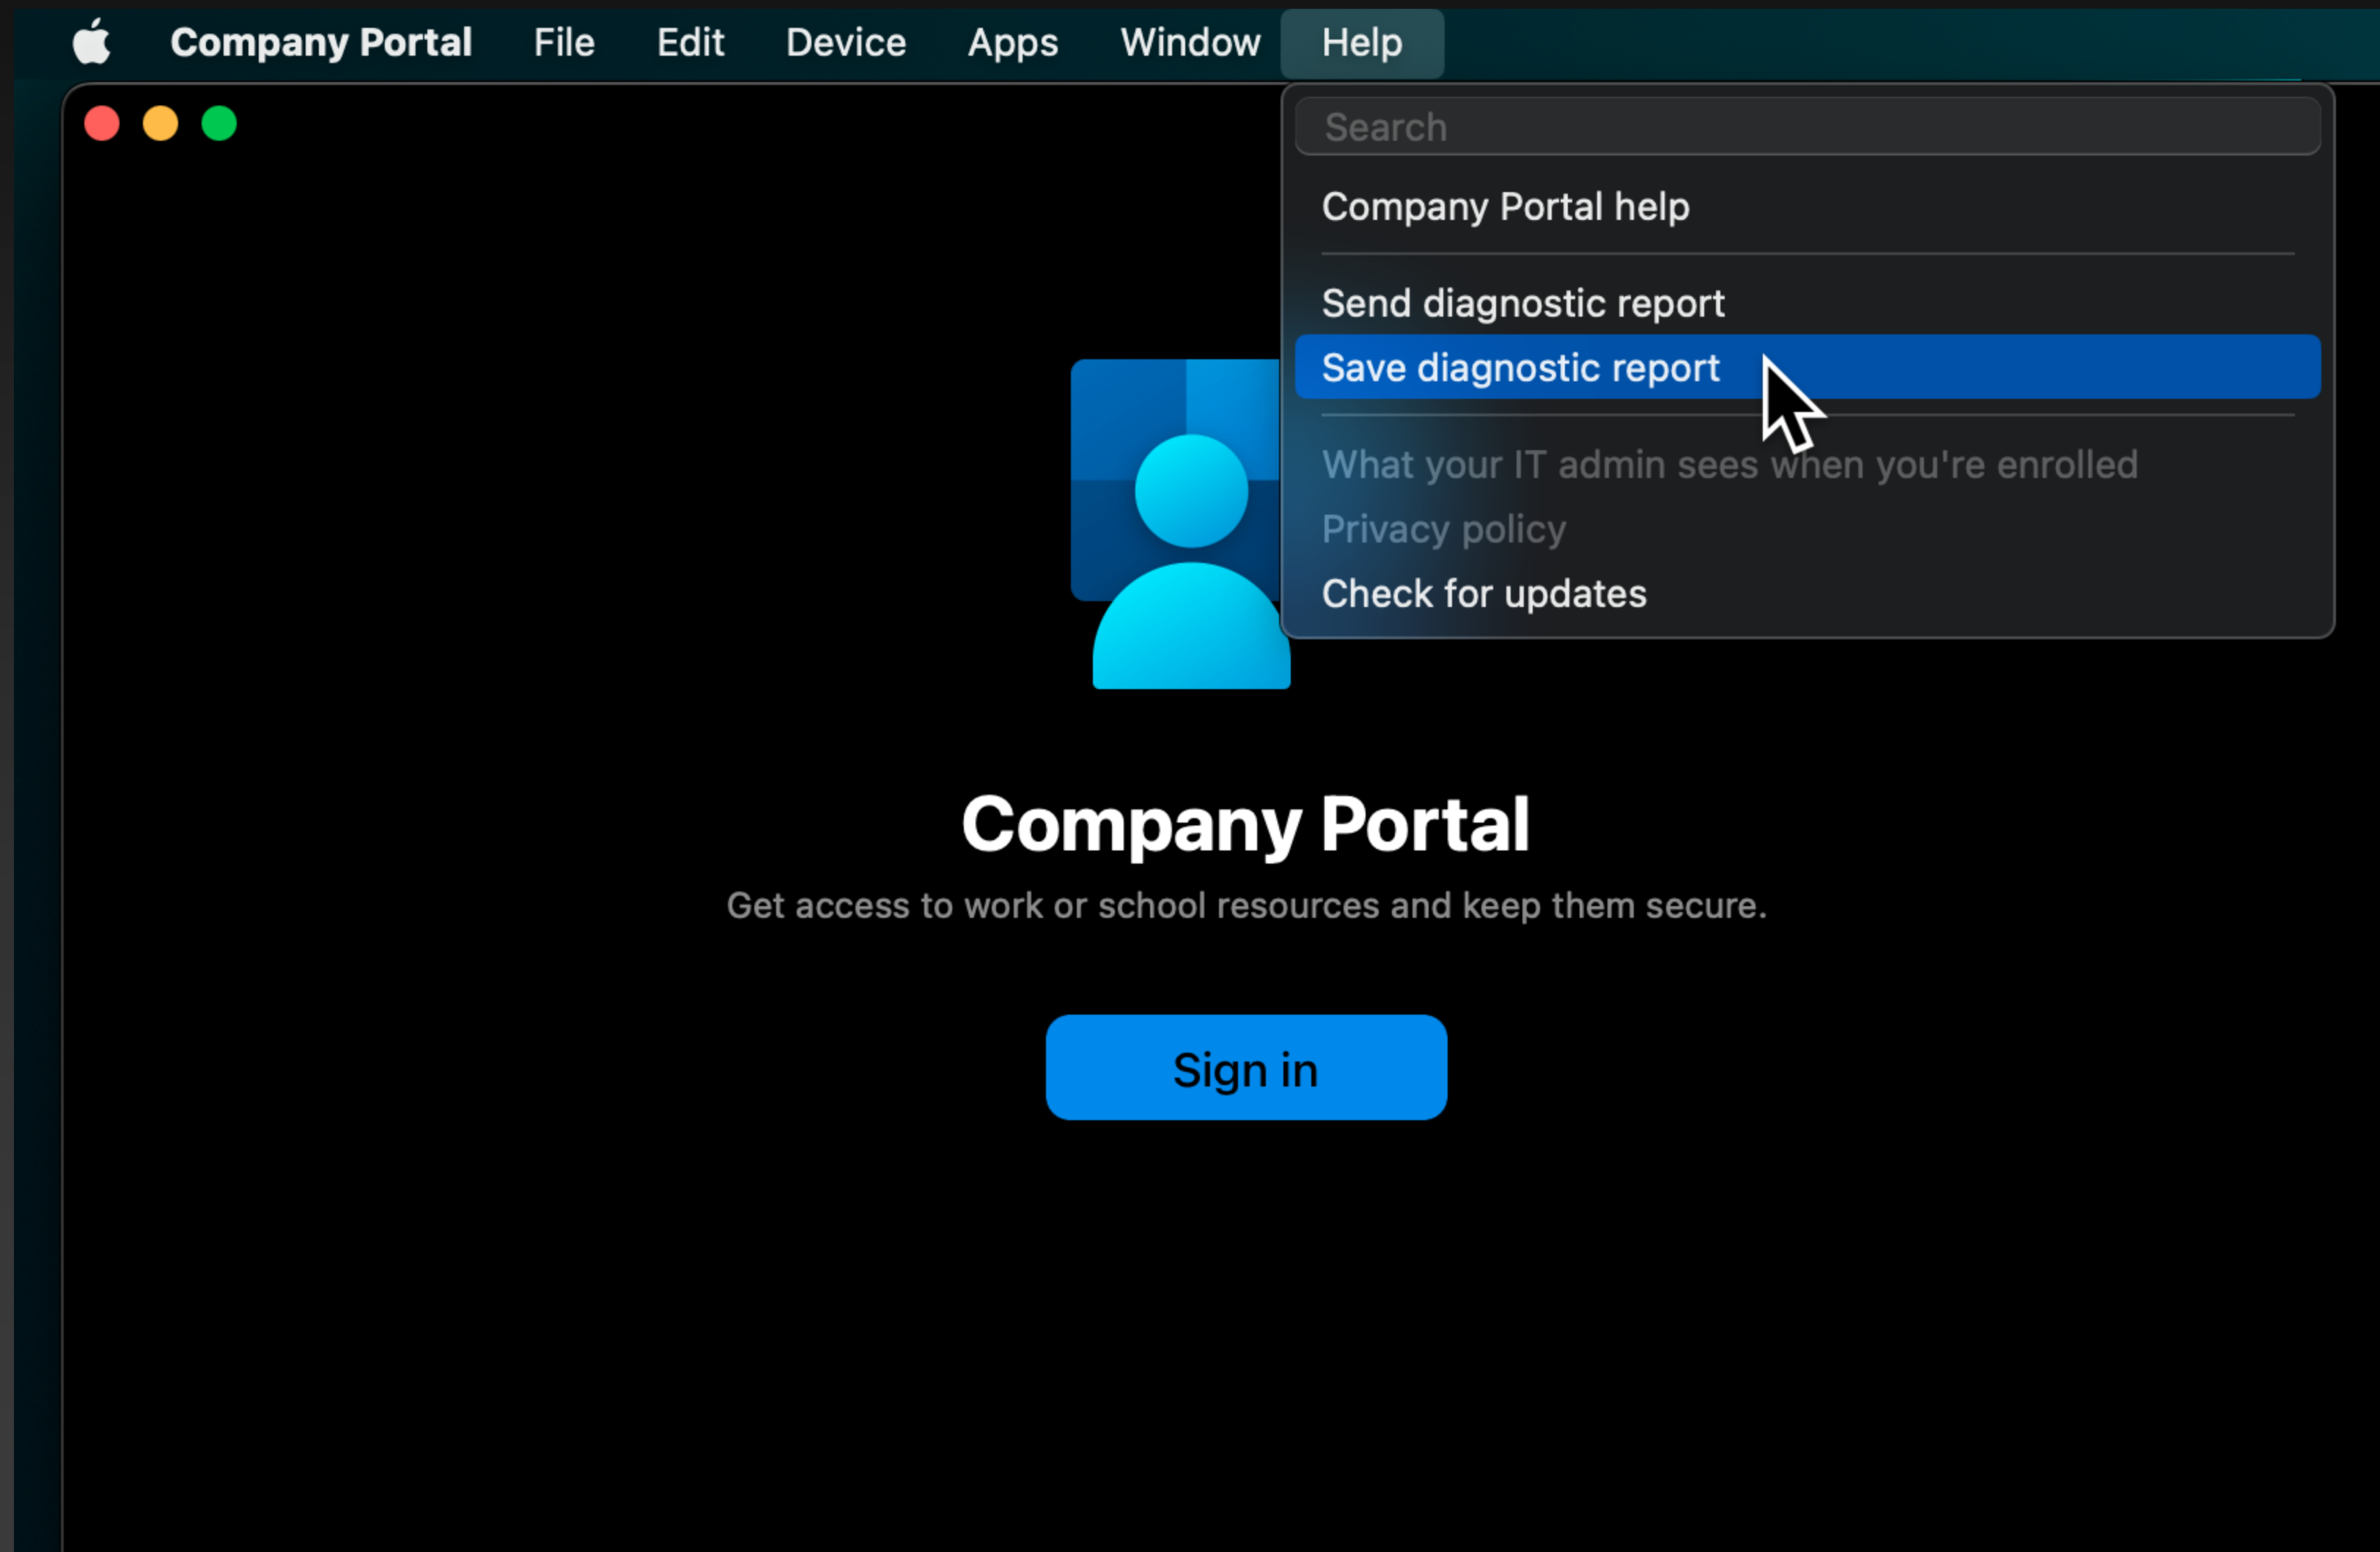 Company Portal File Edit Device Apps Window Help
Search
Company Portal help
Send diagnostic report
Save diagnostic report
What your IT admin sees when you're enrolled
Privacy policy
Check for updates
Company Portal
Get access to work or school resources and keep them secure.
Sign in